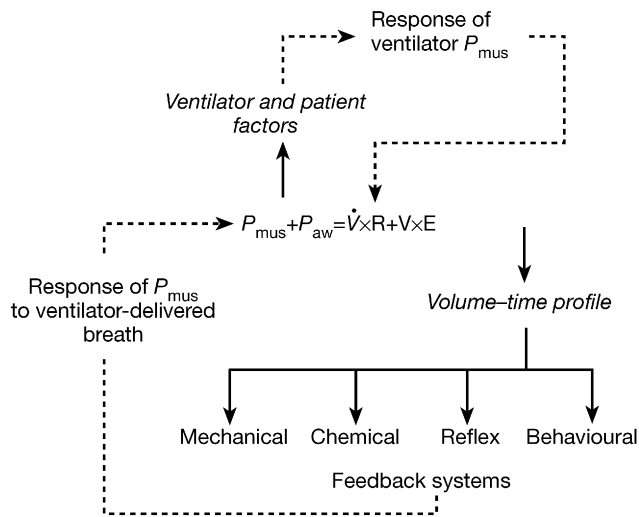 Response of
ventilator Pmus
Ventilator and patient
factors
Pmus+Paw=V̇×R+V×E
Response of Pmus
to ventilator-delivered
breath
Volume–time profile
Mechanical Chemical Reflex Behavioural
Feedback systems